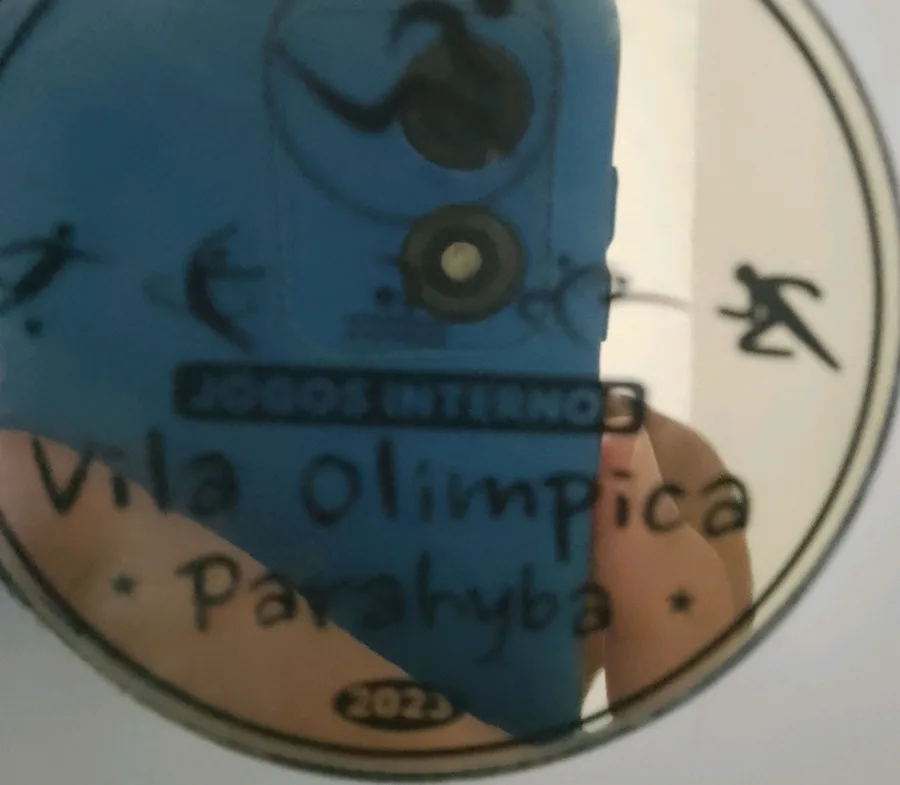 JOGOS INTERNOS
Vila Olimpica
Parahyba
2023